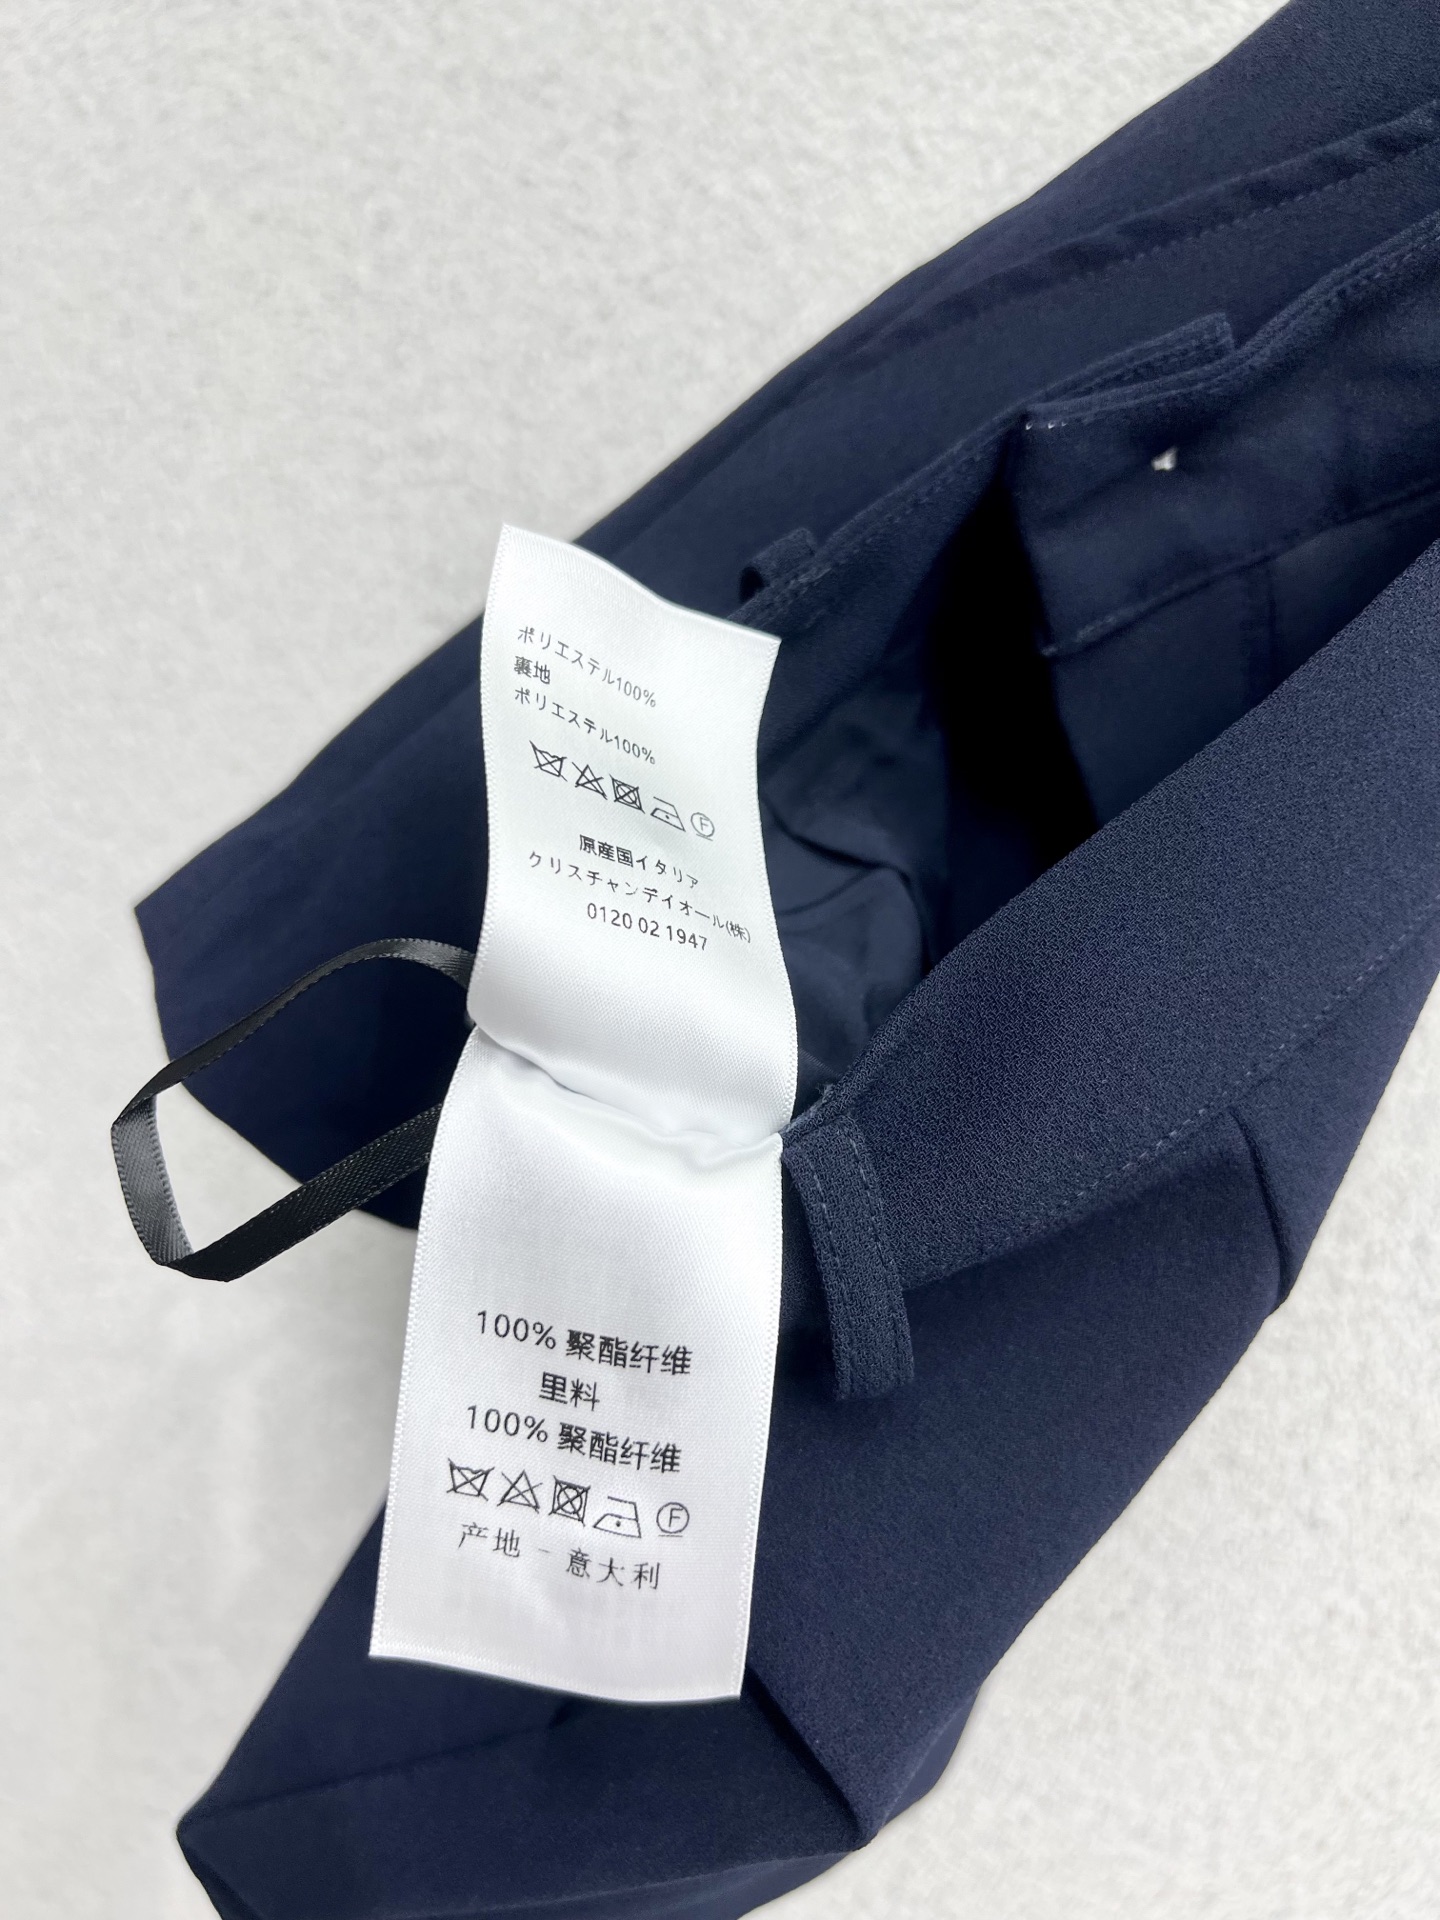 ポリエステル100%
裏地
ポリエステル100%
F
原産国イタリア
クリスチャンディオール(株)
0120 02 1947
100% 聚酯纤维
里料
100% 聚酯纤维
F
产地 - 意大利